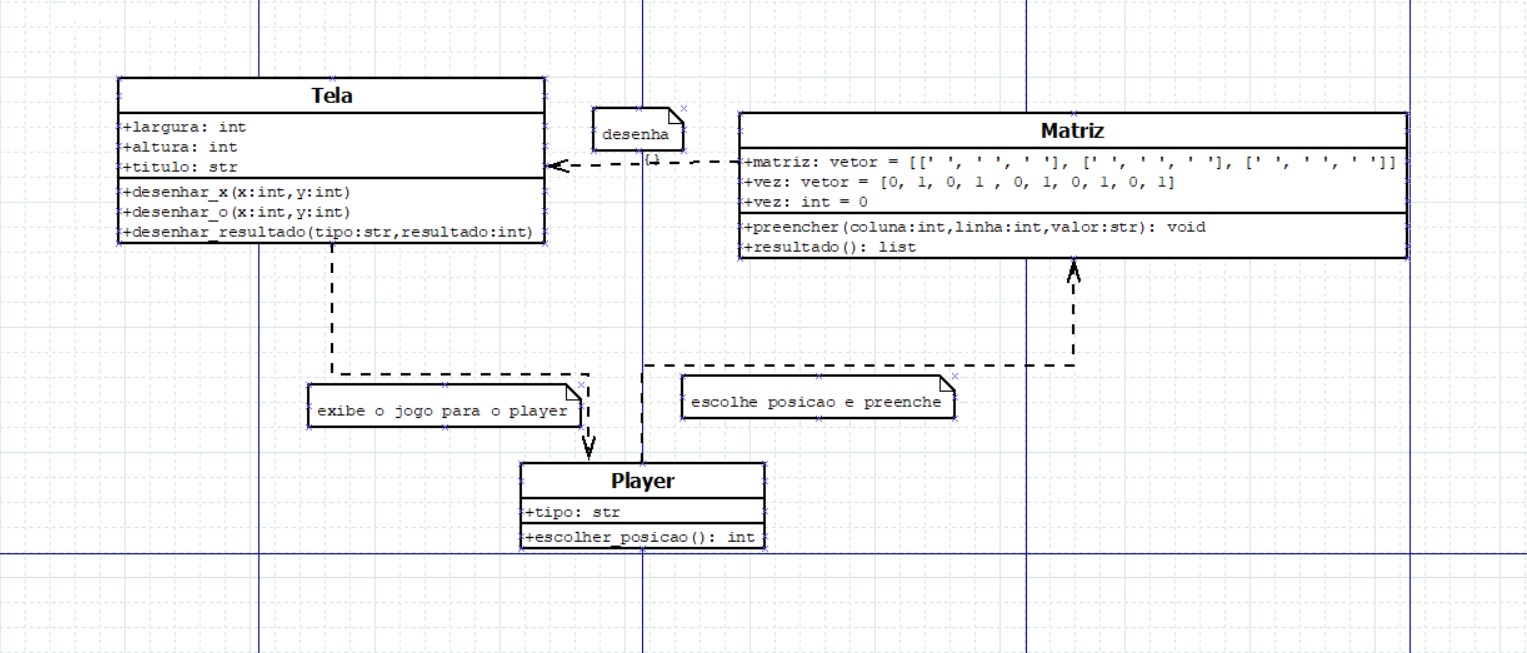 Tela
+largura: int
+altura: int
+titulo: str
+desenhar_x(x:int,y:int)
+desenhar_o(x:int,y:int)
+desenhar_resultado(tipo:str,resultado:int)
desenha
{}
Matriz
+matriz: vetor = [[' ', ' ', ' '], [' ', ' ', ' '], [' ', ' ', ' ']]
+vez: vetor = [0, 1, 0, 1 , 0, 1, 0, 1, 0, 1]
+vez: int = 0
+preencher(coluna:int,linha:int,valor:str): void
+resultado(): list
exibe o jogo para o player
escolhe posicao e preenche
Player
+tipo: str
+escolher_posicao(): int